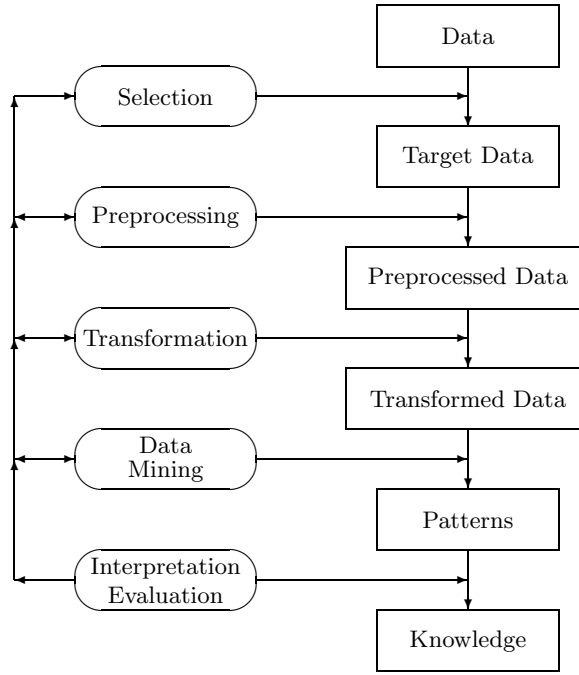 Data
Selection
Target Data
Preprocessing
Preprocessed Data
Transformation
Transformed Data
Data
Mining
Patterns
Interpretation
Evaluation
Knowledge